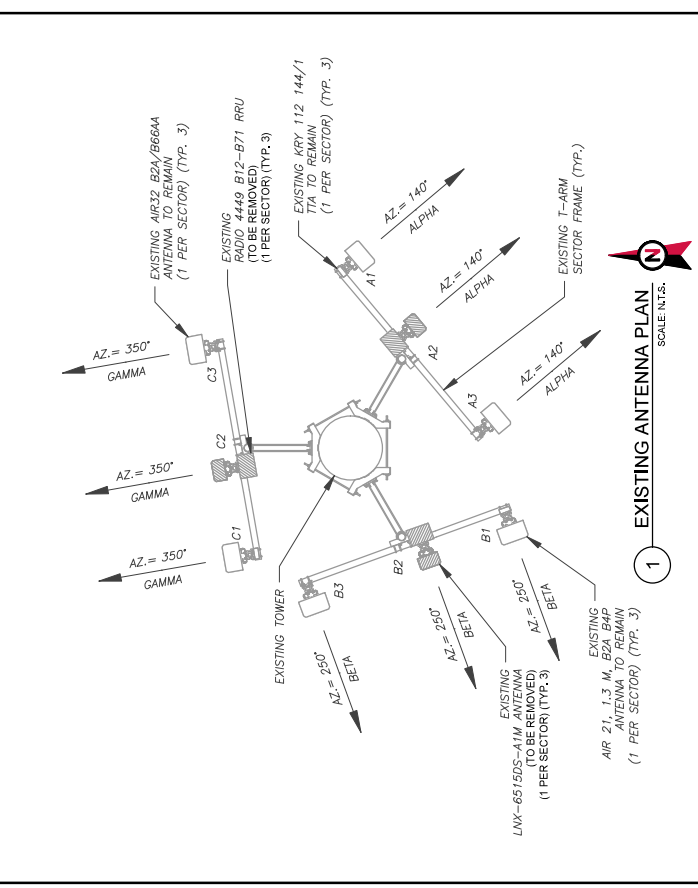 EXISTING AIR32 B2A/B66AA
ANTENNA TO REMAIN
(1 PER SECTOR) (TYP. 3)
EXISTING
RADIO 4449 B12-B71 RRU
(TO BE REMOVED)
(1 PER SECTOR) (TYP. 3)
EXISTING KRY 112 144/1
TTA TO REMAIN
(1 PER SECTOR) (TYP. 3)
AZ.= 350°
GAMMA
AZ.= 350°
GAMMA
AZ.= 350°
GAMMA
C3
C2
C1
AZ.= 140°
ALPHA
AZ.= 140°
ALPHA
AZ.= 140°
ALPHA
A1
A2
A3
EXISTING T-ARM
SECTOR FRAME (TYP.)
EXISTING TOWER
B3
B2
B1
AZ.= 250°
BETA
AZ.= 250°
BETA
AZ.= 250°
BETA
EXISTING
LNX-6515DS-A1M ANTENNA
(TO BE REMOVED)
(1 PER SECTOR) (TYP. 3)
EXISTING
AIR 21, 1.3 M, B2A B4P
ANTENNA TO REMAIN
(1 PER SECTOR) (TYP. 3)
1
EXISTING ANTENNA PLAN
SCALE: N.T.S.
N